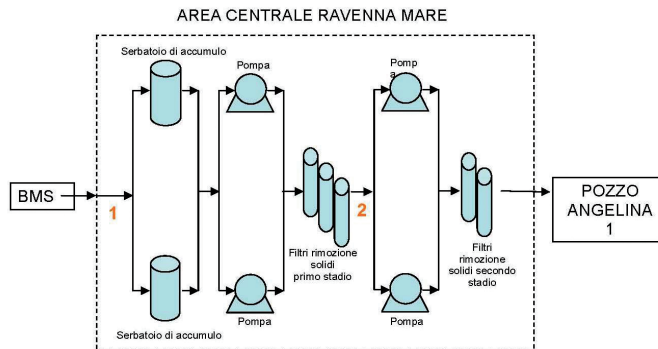 AREA CENTRALE RAVENNA MARE
Serbatoio di accumulo
Pompa
Pomp
a
BMS
1
2
Filtri rimozione
solidi
primo stadio
Filtri
rimozione
solidi secondo
stadio
POZZO
ANGELINA
1
Serbatoio di accumulo
Pompa
Pompa